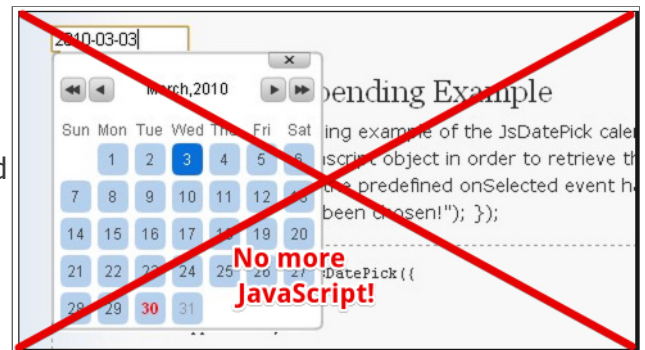 2010-03-03
×
March,2010
Sun Mon Tue Wed Thu Fri Sat
1 2 3 4 5 6
7 8 9 10 11 12 13
14 15 16 17 18 19 20
21 22 23 24 25 26 27
28 29 30 31
pending Example
ing example of the JsDatePick cale
script object in order to retrieve th
the predefined onSelected event ha
been chosen!"); });
DatePick({
No more
JavaScript!
d